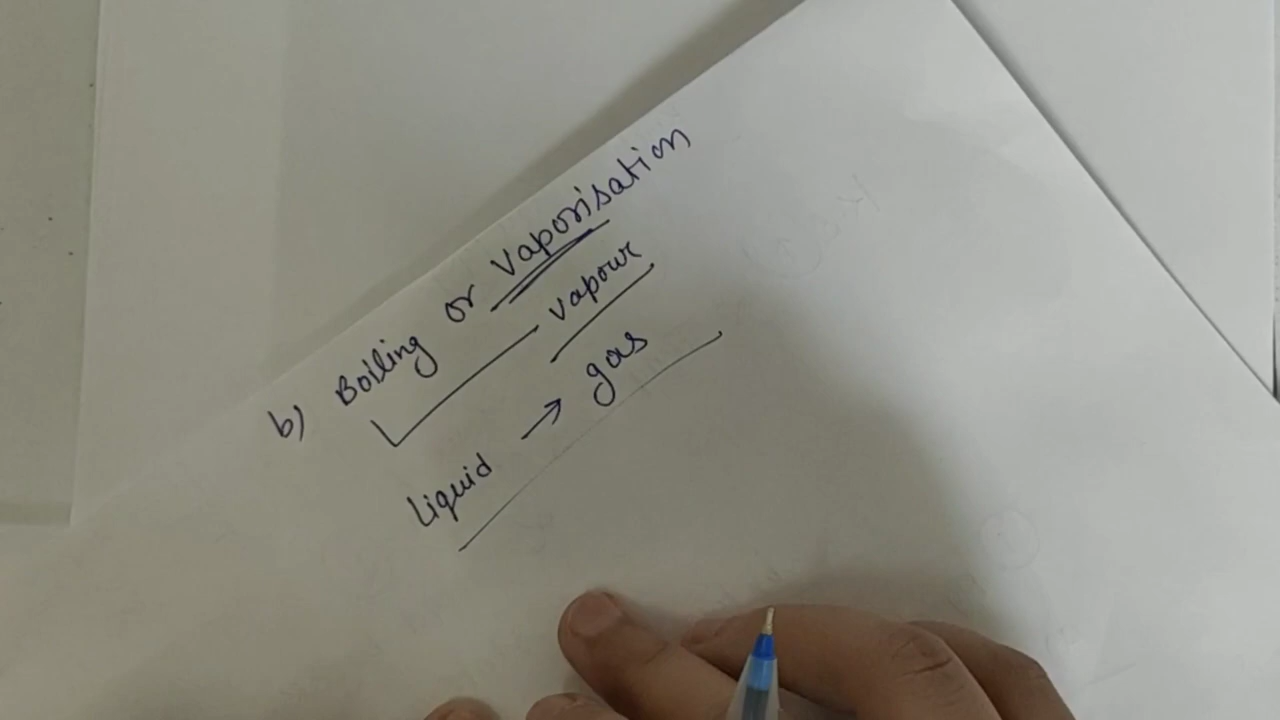 b) Boiling or Vaporisation
vapour
Liquid → gas